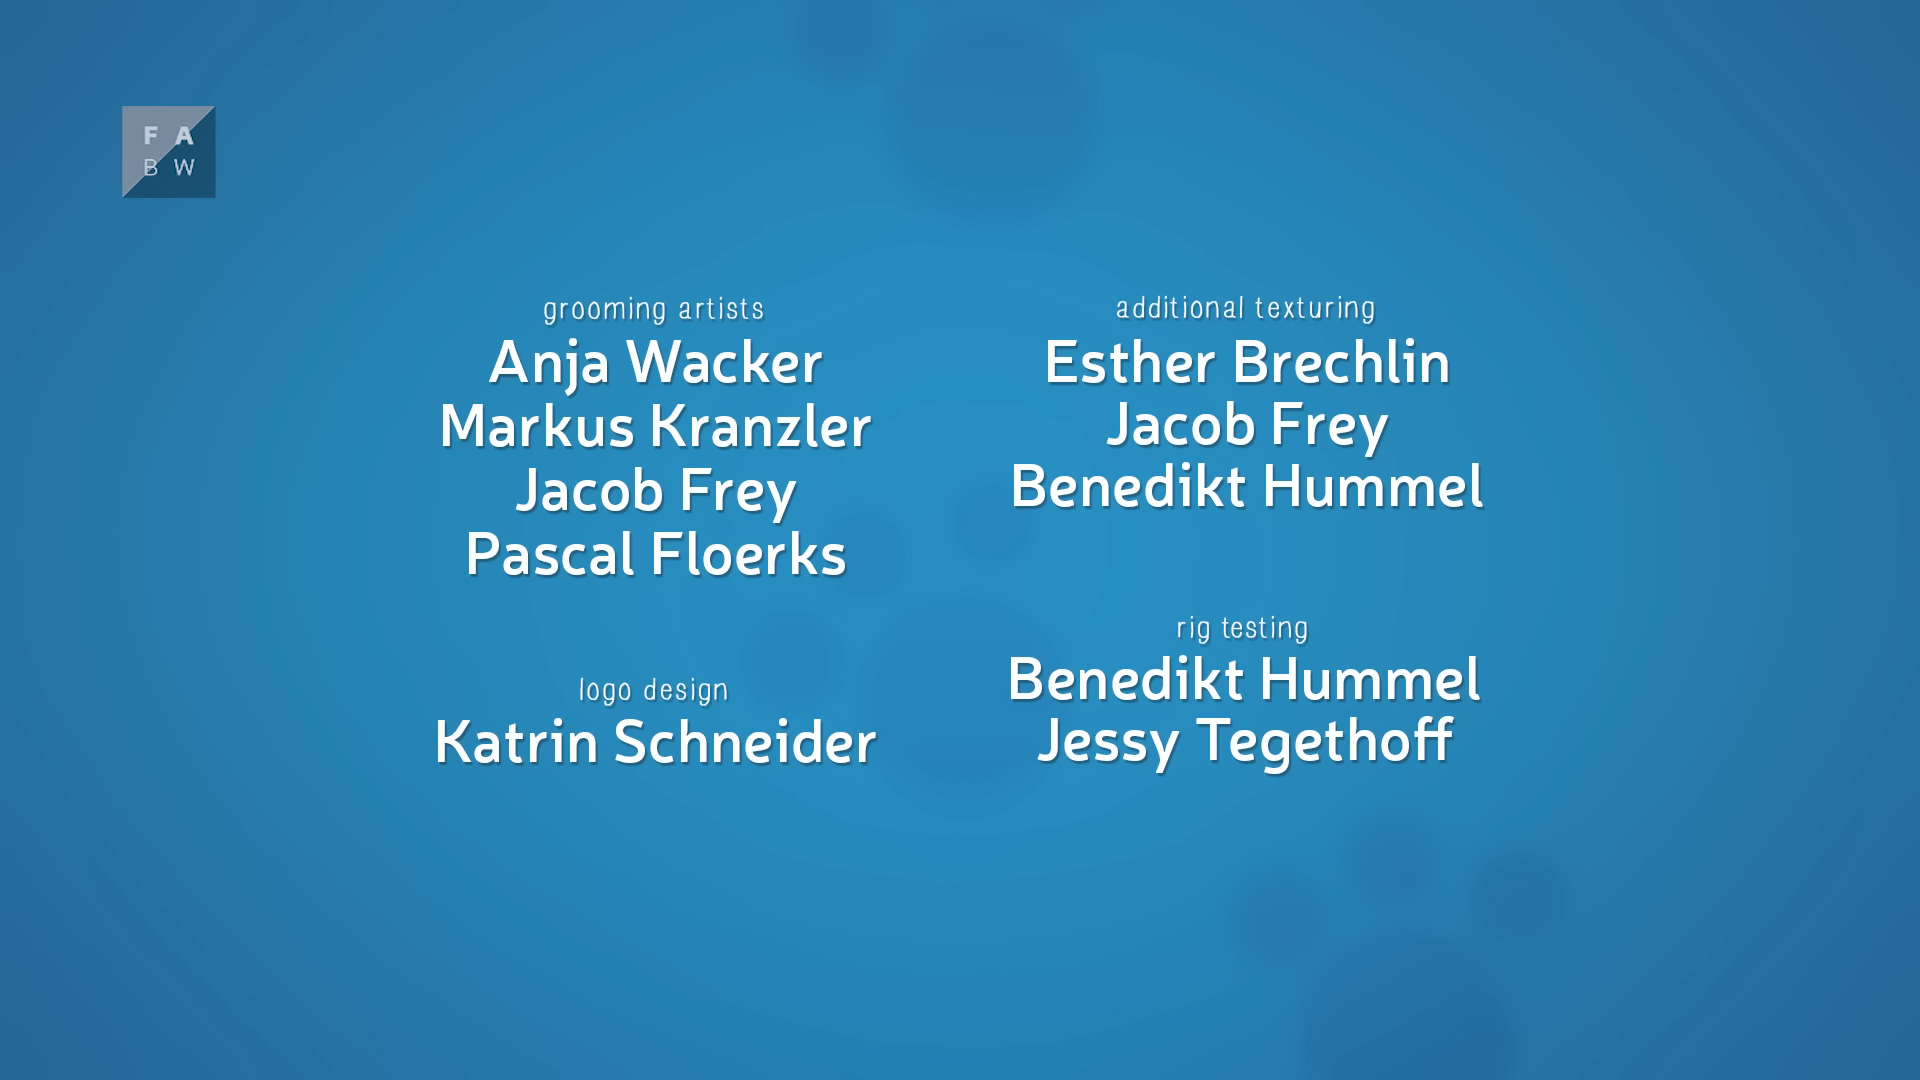 F A
B W
grooming artists
Anja Wacker
Markus Kranzler
Jacob Frey
Pascal Floerks
logo design
Katrin Schneider
additional texturing
Esther Brechlin
Jacob Frey
Benedikt Hummel
rig testing
Benedikt Hummel
Jessy Tegethoff